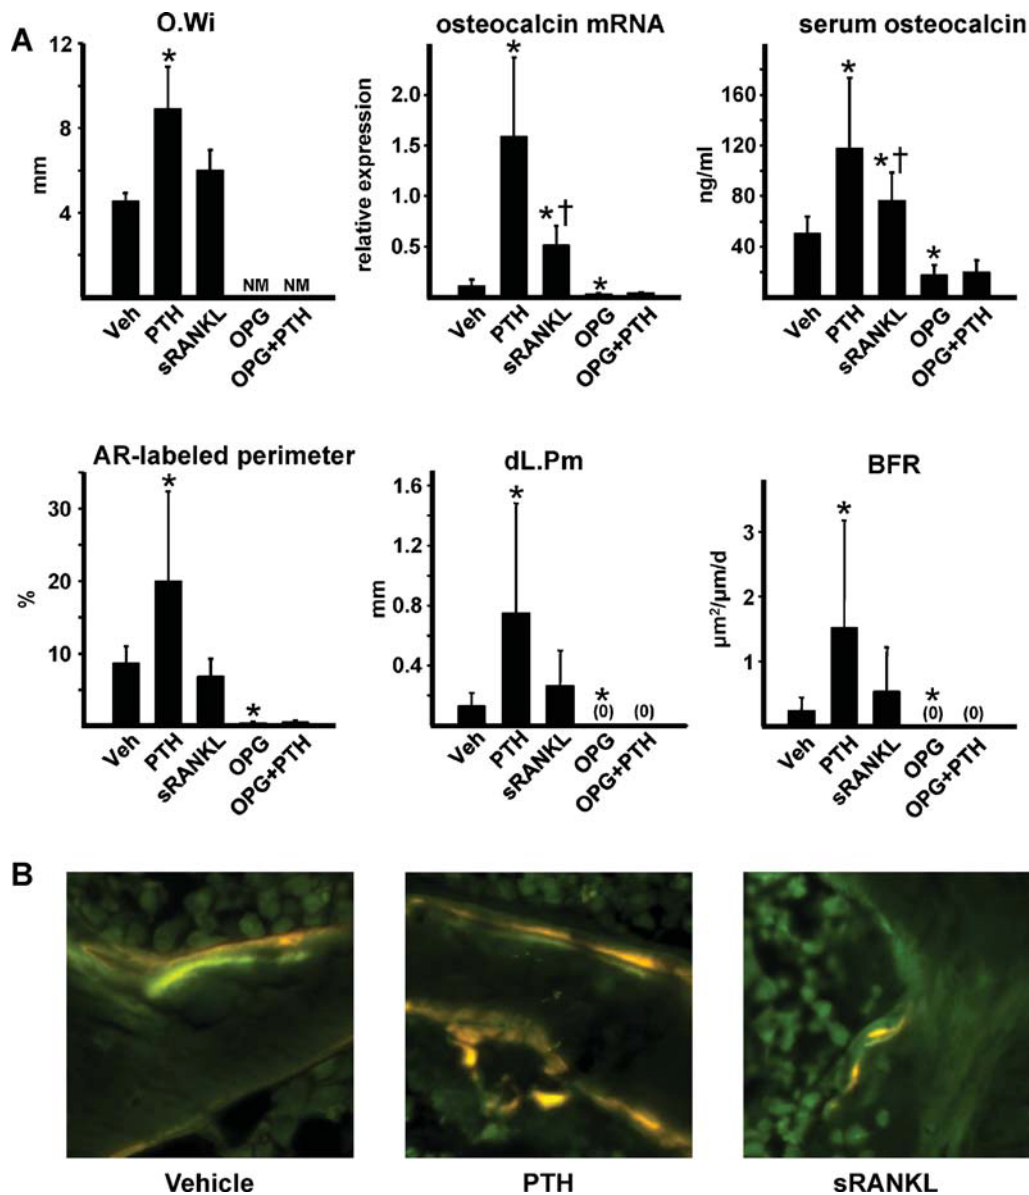 A
O.Wi
12
8
4
mm
*
NM NM
Veh
PTH
sRANKL
OPG
OPG+PTH
osteocalcin mRNA
2.0
1.5
1.0
0.5
relative expression
*
*†
*
Veh
PTH
sRANKL
OPG
OPG+PTH
serum osteocalcin
160
120
80
40
ng/ml
*
*†
*
Veh
PTH
sRANKL
OPG
OPG+PTH
AR-labeled perimeter
30
20
10
%
*
*
Veh
PTH
sRANKL
OPG
OPG+PTH
dL.Pm
1.6
1.2
0.8
0.4
mm
*
*
(0) (0)
Veh
PTH
sRANKL
OPG
OPG+PTH
BFR
3
2
1
µm²/µm/d
*
*
(0) (0)
Veh
PTH
sRANKL
OPG
OPG+PTH
B
Vehicle
PTH
sRANKL